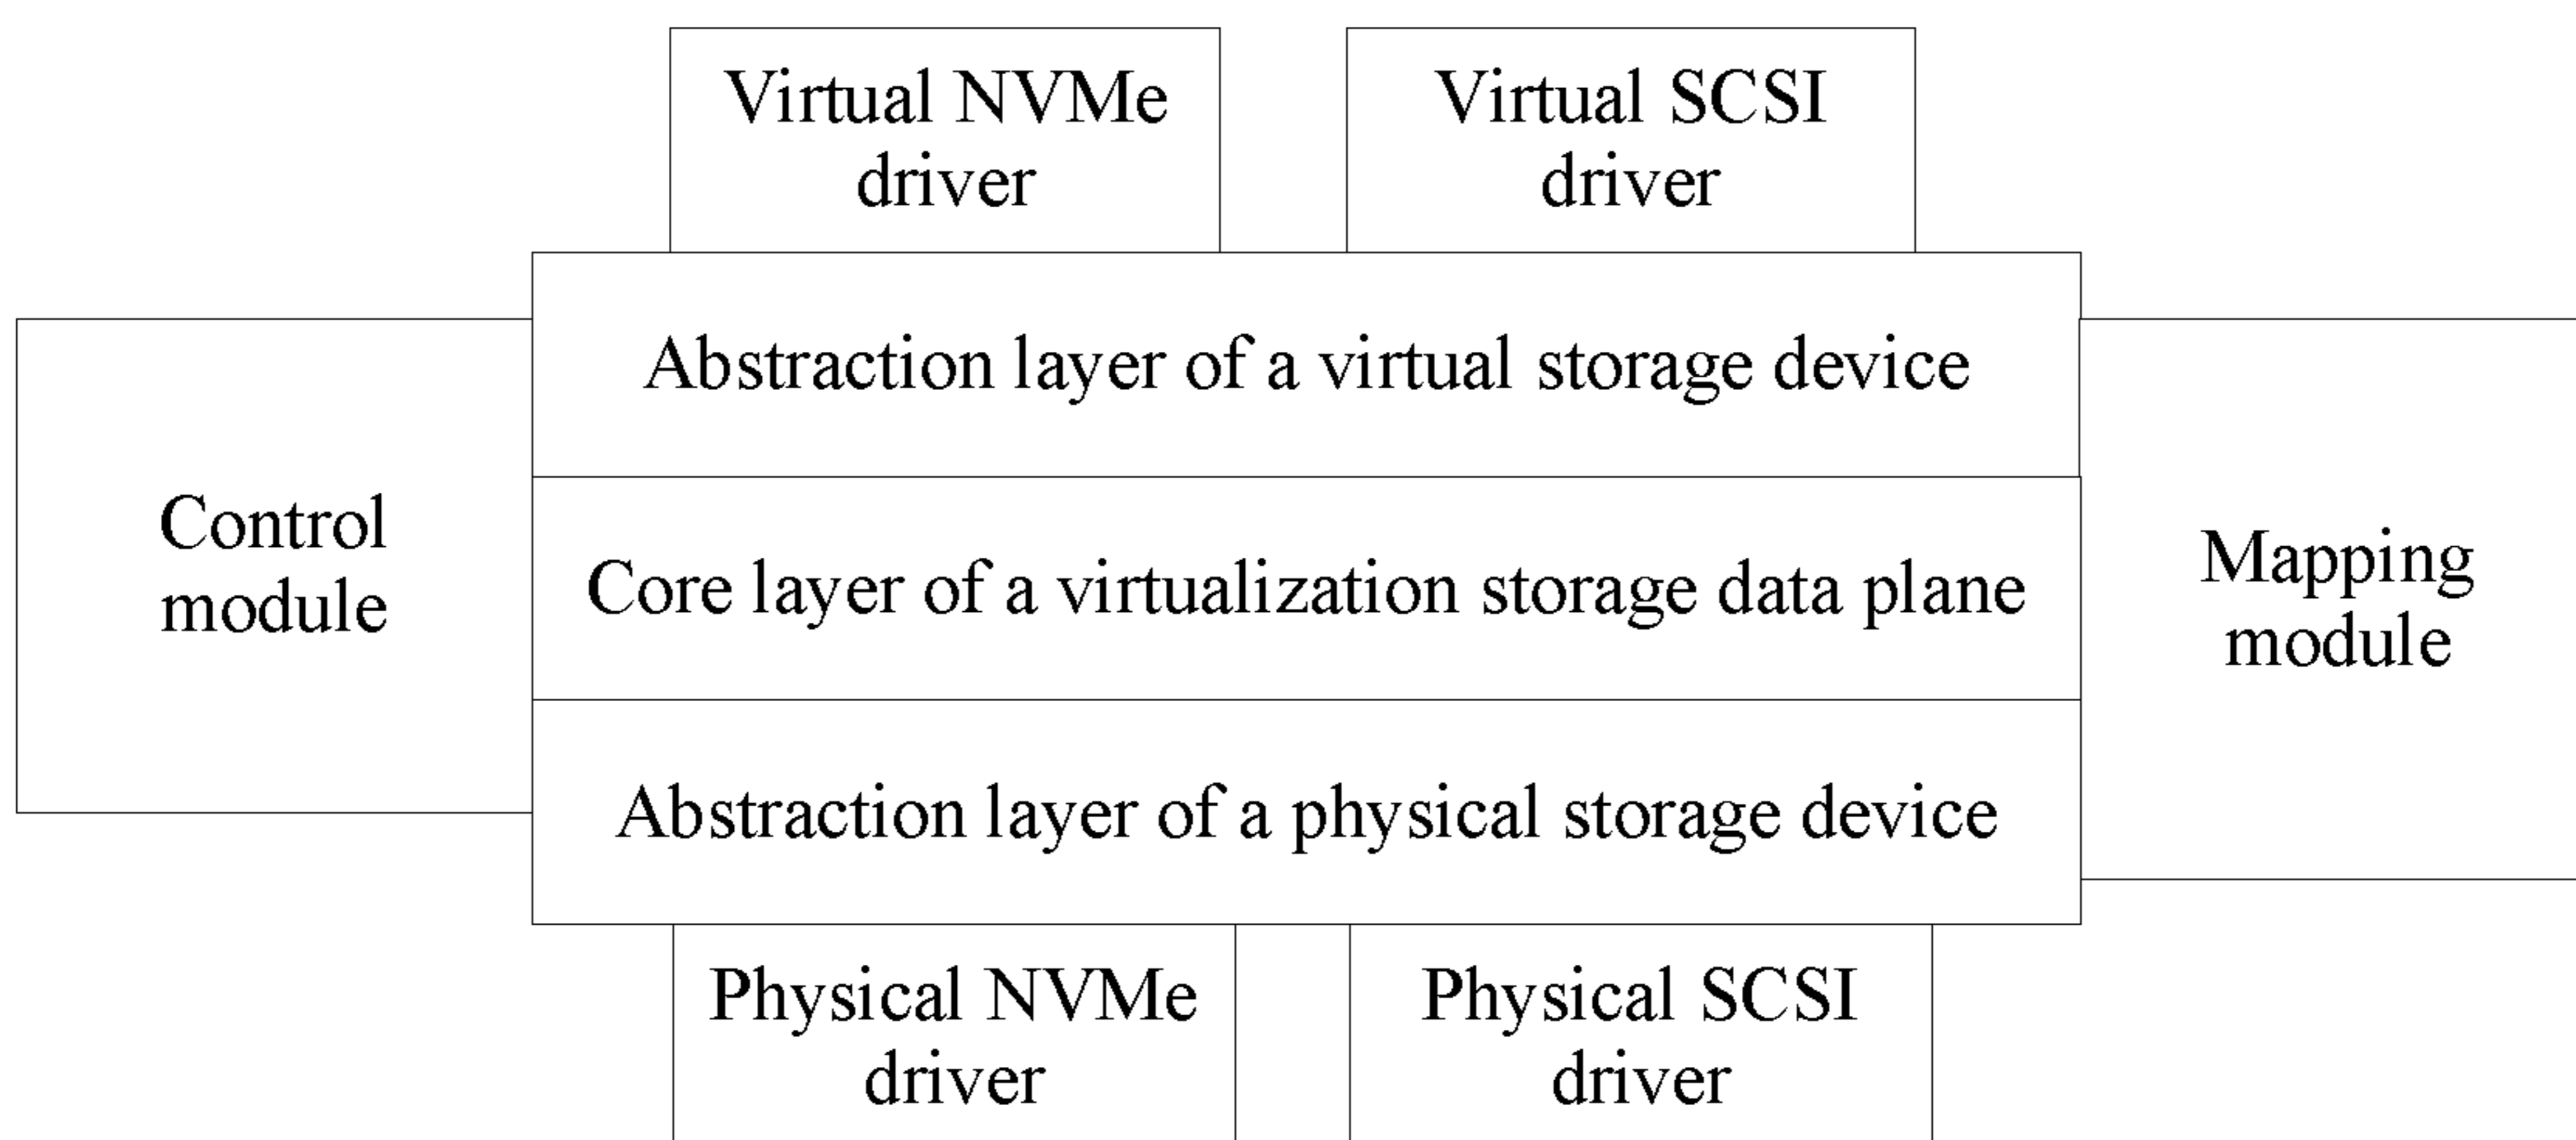 Virtual NVMe
driver
Virtual SCSI
driver
Abstraction layer of a virtual storage device
Control
module
Core layer of a virtualization storage data plane
Mapping
module
Abstraction layer of a physical storage device
Physical NVMe
driver
Physical SCSI
driver